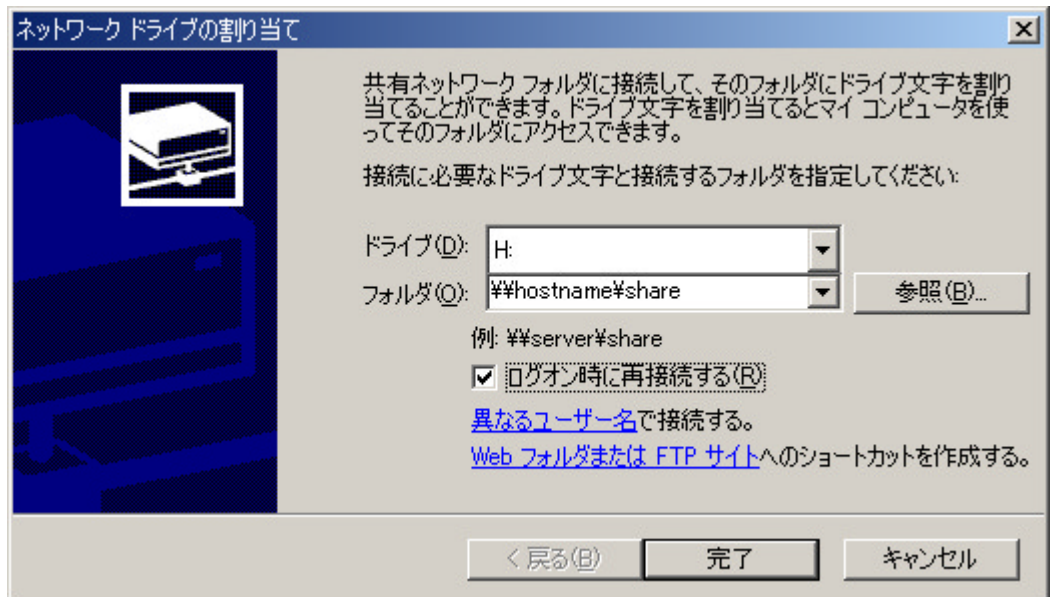 ネットワーク ドライブの割り当て
共有ネットワーク フォルダに接続して、そのフォルダにドライブ文字を割り
当てることができます。ドライブ文字を割り当てるとマイ コンピュータを使
ってそのフォルダにアクセスできます。
接続に必要なドライブ文字と接続するフォルダを指定してください:
ドライブ(D): H:
フォルダ(O): ¥¥hostname¥share 参照(B)...
例: ¥¥server¥share
ログオン時に再接続する(R)
異なるユーザー名で接続する。
Web フォルダまたは FTP サイトへのショートカットを作成する。
< 戻る(B) 完了 キャンセル